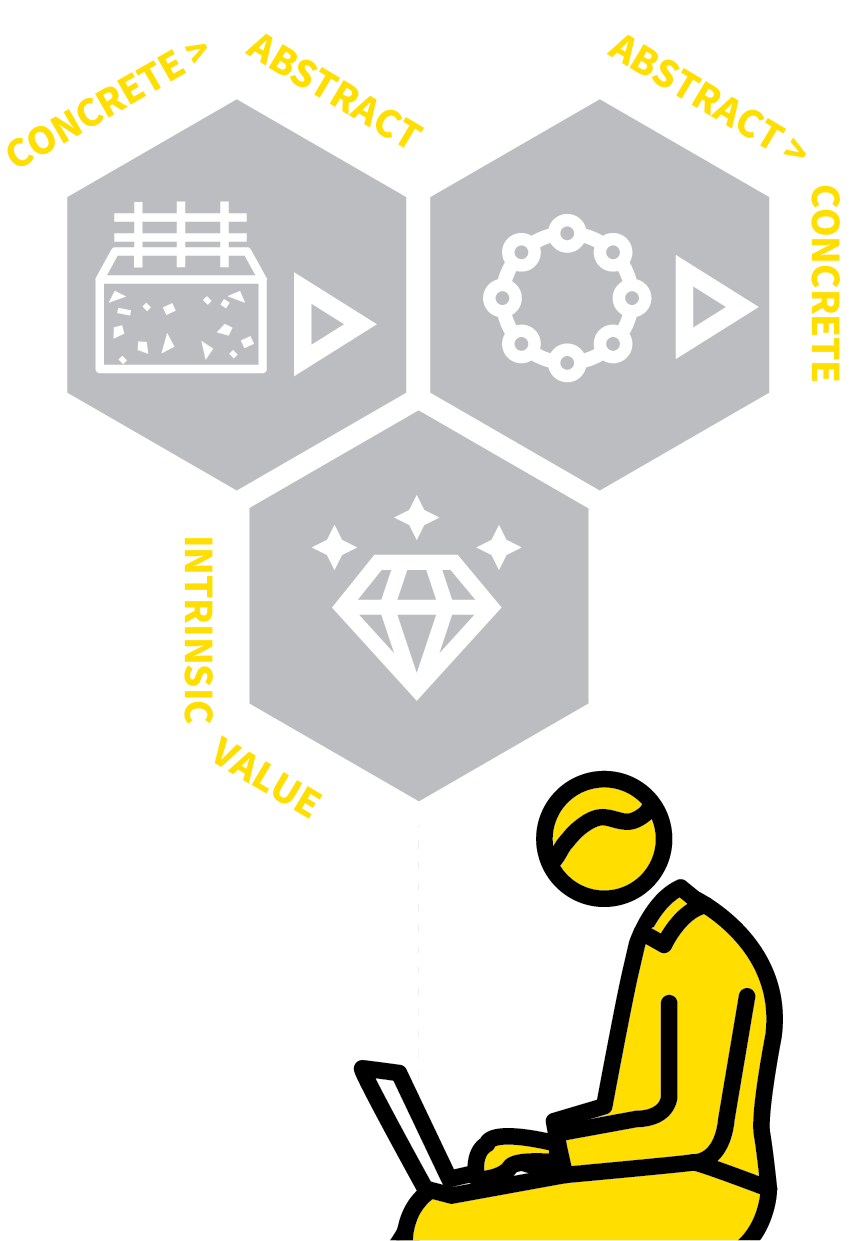 CONCRETE > ABSTRACT
ABSTRACT > CONCRETE
INTRINSIC VALUE